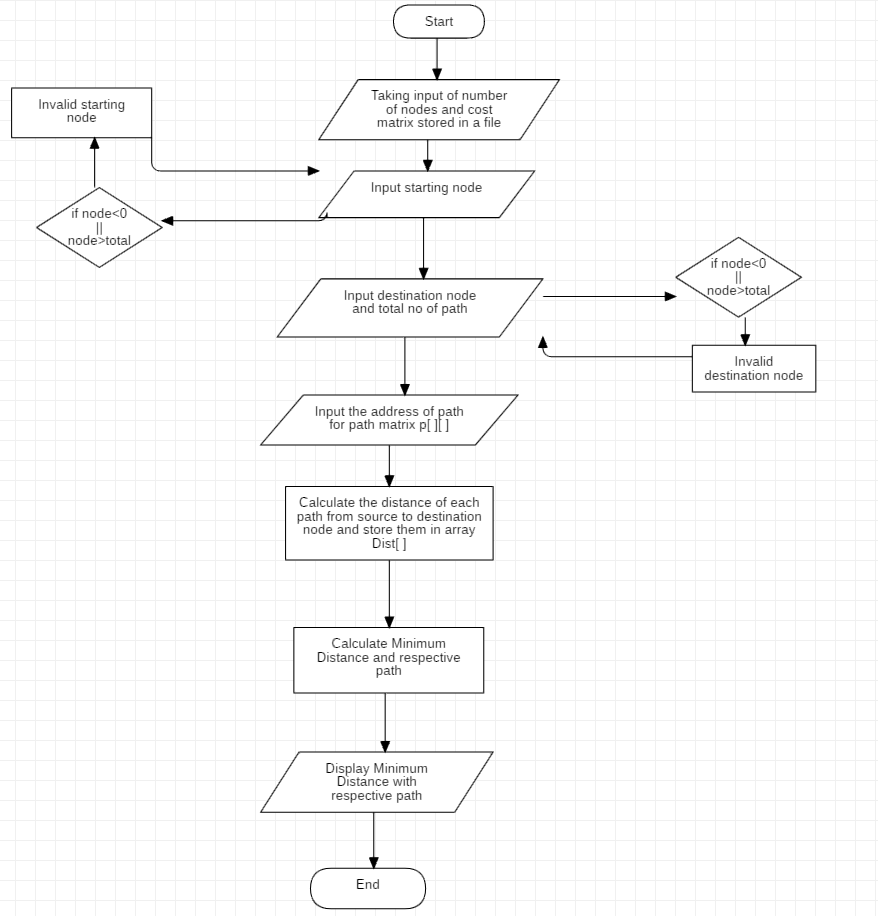 Start
Taking input of number
of nodes and cost
matrix stored in a file
Invalid starting
node
Input starting node
if node<0
||
node>total
Input destination node
and total no of path
if node<0
||
node>total
Invalid
destination node
Input the address of path
for path matrix p[ ][ ]
Calculate the distance of each
path from source to destination
node and store them in array
Dist[ ]
Calculate Minimum
Distance and respective
path
Display Minimum
Distance with
respective path
End